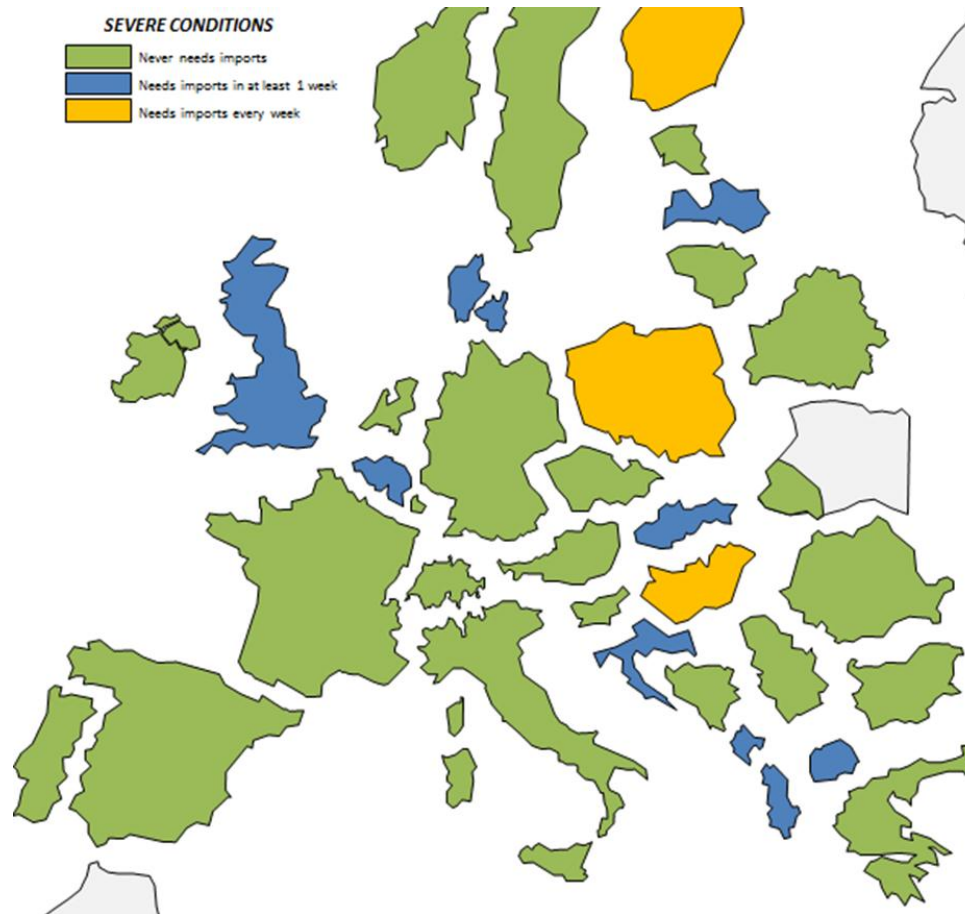 SEVERE CONDITIONS
Never needs imports
Needs imports in at least 1 week
Needs imports every week